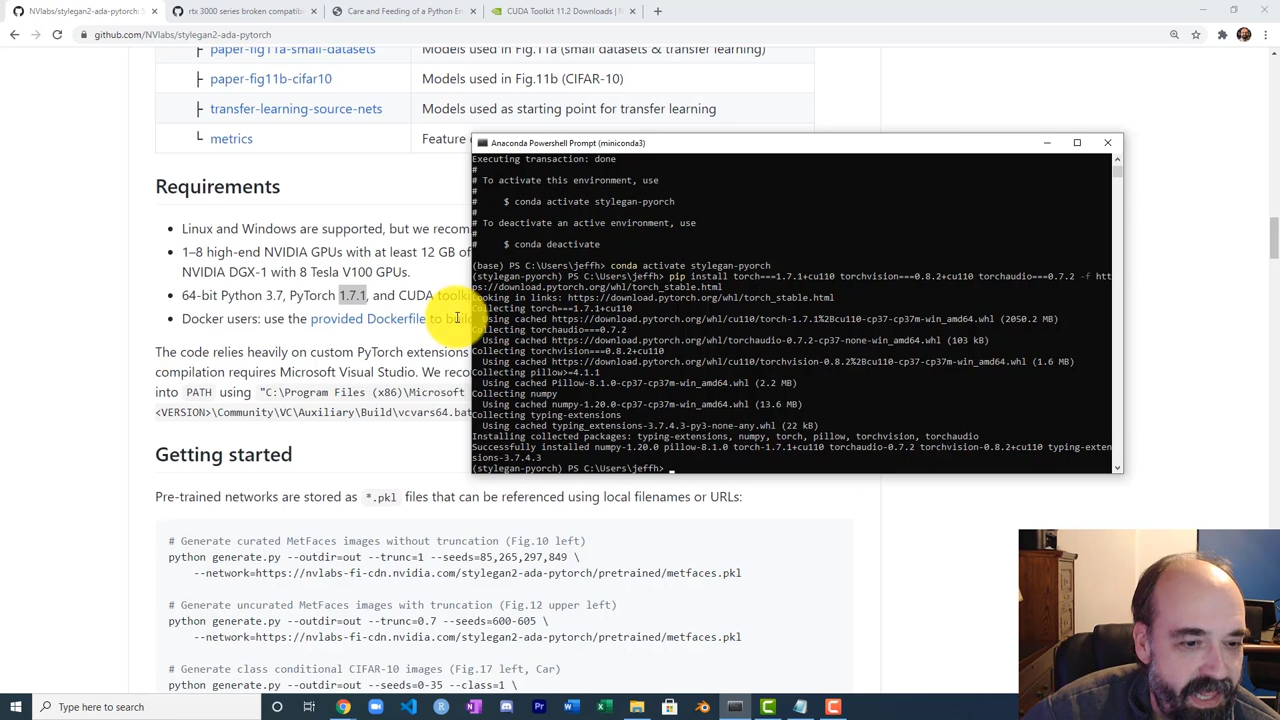 NVlabs/stylegan2-ada-pytorch: S
rtx 3000 series broken compatibi
Care and Feeding of a Python En
CUDA Toolkit 11.2 Downloads | N
github.com/NVlabs/stylegan2-ada-pytorch
paper-fig11a-small-datasets Models used in Fig.11a (small datasets & transfer learning)
├ paper-fig11b-cifar10 Models used in Fig.11b (CIFAR-10)
├ transfer-learning-source-nets Models used as starting point for transfer learning
└ metrics Feature
Requirements
• Linux and Windows are supported, but we recom
• 1–8 high-end NVIDIA GPUs with at least 12 GB of
NVIDIA DGX-1 with 8 Tesla V100 GPUs.
• 64-bit Python 3.7, PyTorch 1.7.1, and CUDA toolki
• Docker users: use the provided Dockerfile to buil
The code relies heavily on custom PyTorch extensions
compilation requires Microsoft Visual Studio. We reco
into PATH using "C:\Program Files (x86)\Microsoft
<VERSION>\Community\VC\Auxiliary\Build\vcvars64.bat
Getting started
Pre-trained networks are stored as *.pkl files that can be referenced using local filenames or URLs:
# Generate curated MetFaces images without truncation (Fig.10 left)
python generate.py --outdir=out --trunc=1 --seeds=85,265,297,849 \
--network=https://nvlabs-fi-cdn.nvidia.com/stylegan2-ada-pytorch/pretrained/metfaces.pkl
# Generate uncurated MetFaces images with truncation (Fig.12 upper left)
python generate.py --outdir=out --trunc=0.7 --seeds=600-605 \
--network=https://nvlabs-fi-cdn.nvidia.com/stylegan2-ada-pytorch/pretrained/metfaces.pkl
# Generate class conditional CIFAR-10 images (Fig.17 left, Car)
python generate.py --outdir=out --seeds=0-35 --class=1 \
Anaconda Powershell Prompt (miniconda3)
Executing transaction: done
#
# To activate this environment, use
#
# $ conda activate stylegan-pyorch
#
# To deactivate an active environment, use
#
# $ conda deactivate
(base) PS C:\Users\jeffh> conda activate stylegan-pyorch
(stylegan-pyorch) PS C:\Users\jeffh> pip install torch===1.7.1+cu110 torchvision===0.8.2+cu110 torchaudio===0.7.2 -f htt
ps://download.pytorch.org/whl/torch_stable.html
Looking in links: https://download.pytorch.org/whl/torch_stable.html
Collecting torch===1.7.1+cu110
Using cached https://download.pytorch.org/whl/cu110/torch-1.7.1%2Bcu110-cp37-cp37m-win_amd64.whl (2050.2 MB)
Collecting torchaudio===0.7.2
Using cached https://download.pytorch.org/whl/torchaudio-0.7.2-cp37-none-win_amd64.whl (103 kB)
Collecting torchvision===0.8.2+cu110
Using cached https://download.pytorch.org/whl/cu110/torchvision-0.8.2%2Bcu110-cp37-cp37m-win_amd64.whl (1.6 MB)
Collecting pillow>=4.1.1
Using cached Pillow-8.1.0-cp37-cp37m-win_amd64.whl (2.2 MB)
Collecting numpy
Using cached numpy-1.20.0-cp37-cp37m-win_amd64.whl (13.6 MB)
Collecting typing-extensions
Using cached typing_extensions-3.7.4.3-py3-none-any.whl (22 kB)
Installing collected packages: typing-extensions, numpy, torch, pillow, torchvision, torchaudio
Successfully installed numpy-1.20.0 pillow-8.1.0 torch-1.7.1+cu110 torchaudio-0.7.2 torchvision-0.8.2+cu110 typing-exten
sions-3.7.4.3
(stylegan-pyorch) PS C:\Users\jeffh>
Type here to search